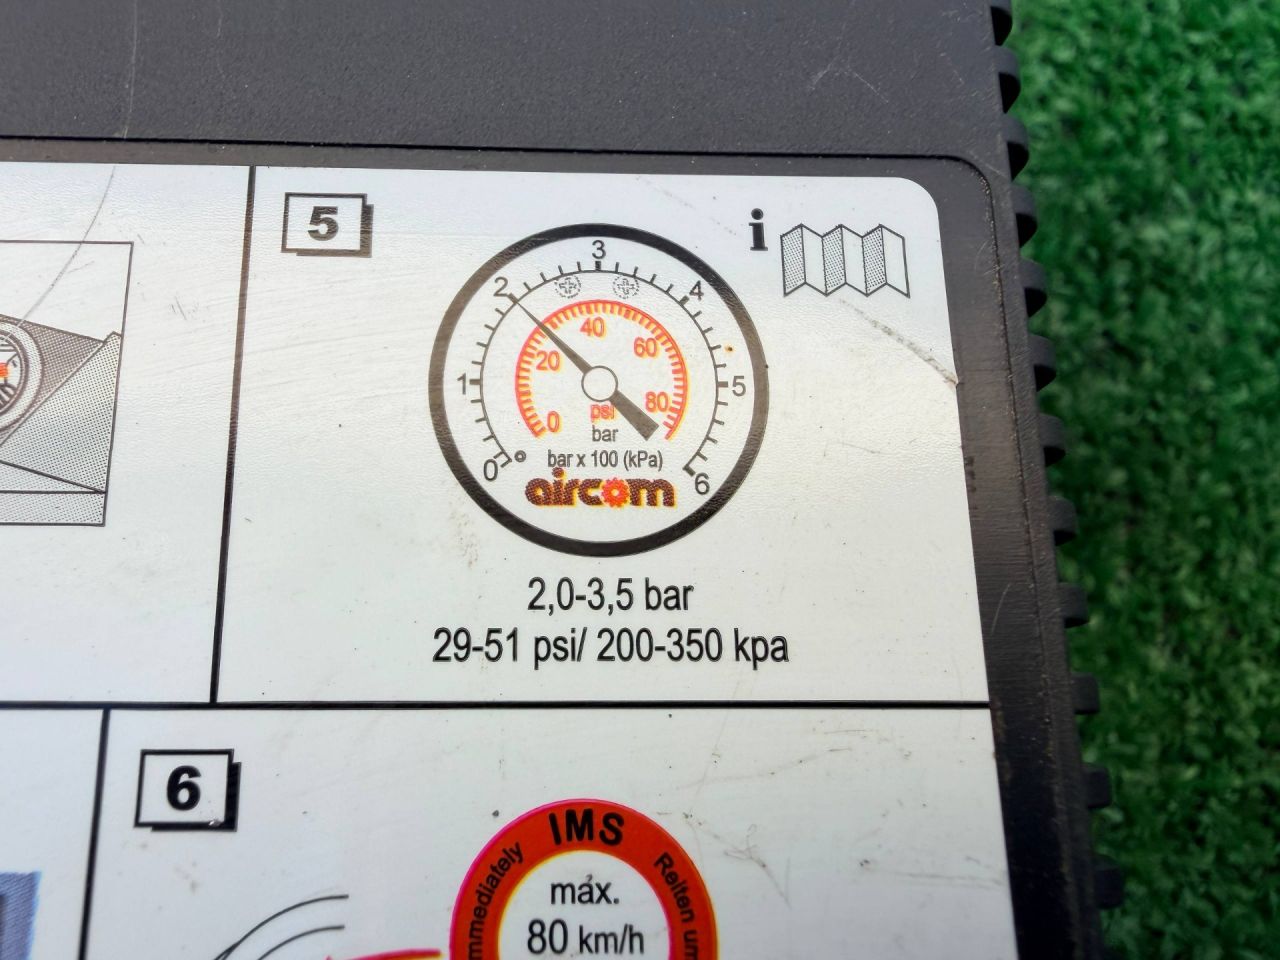 5
i
3
2
4
40
20
60
1
5
80
psi
0
bar
bar x 100 (kPa)
0
6
aircom
2,0-3,5 bar
29-51 psi/ 200-350 kpa
6
IMS
máx.
80 km/h